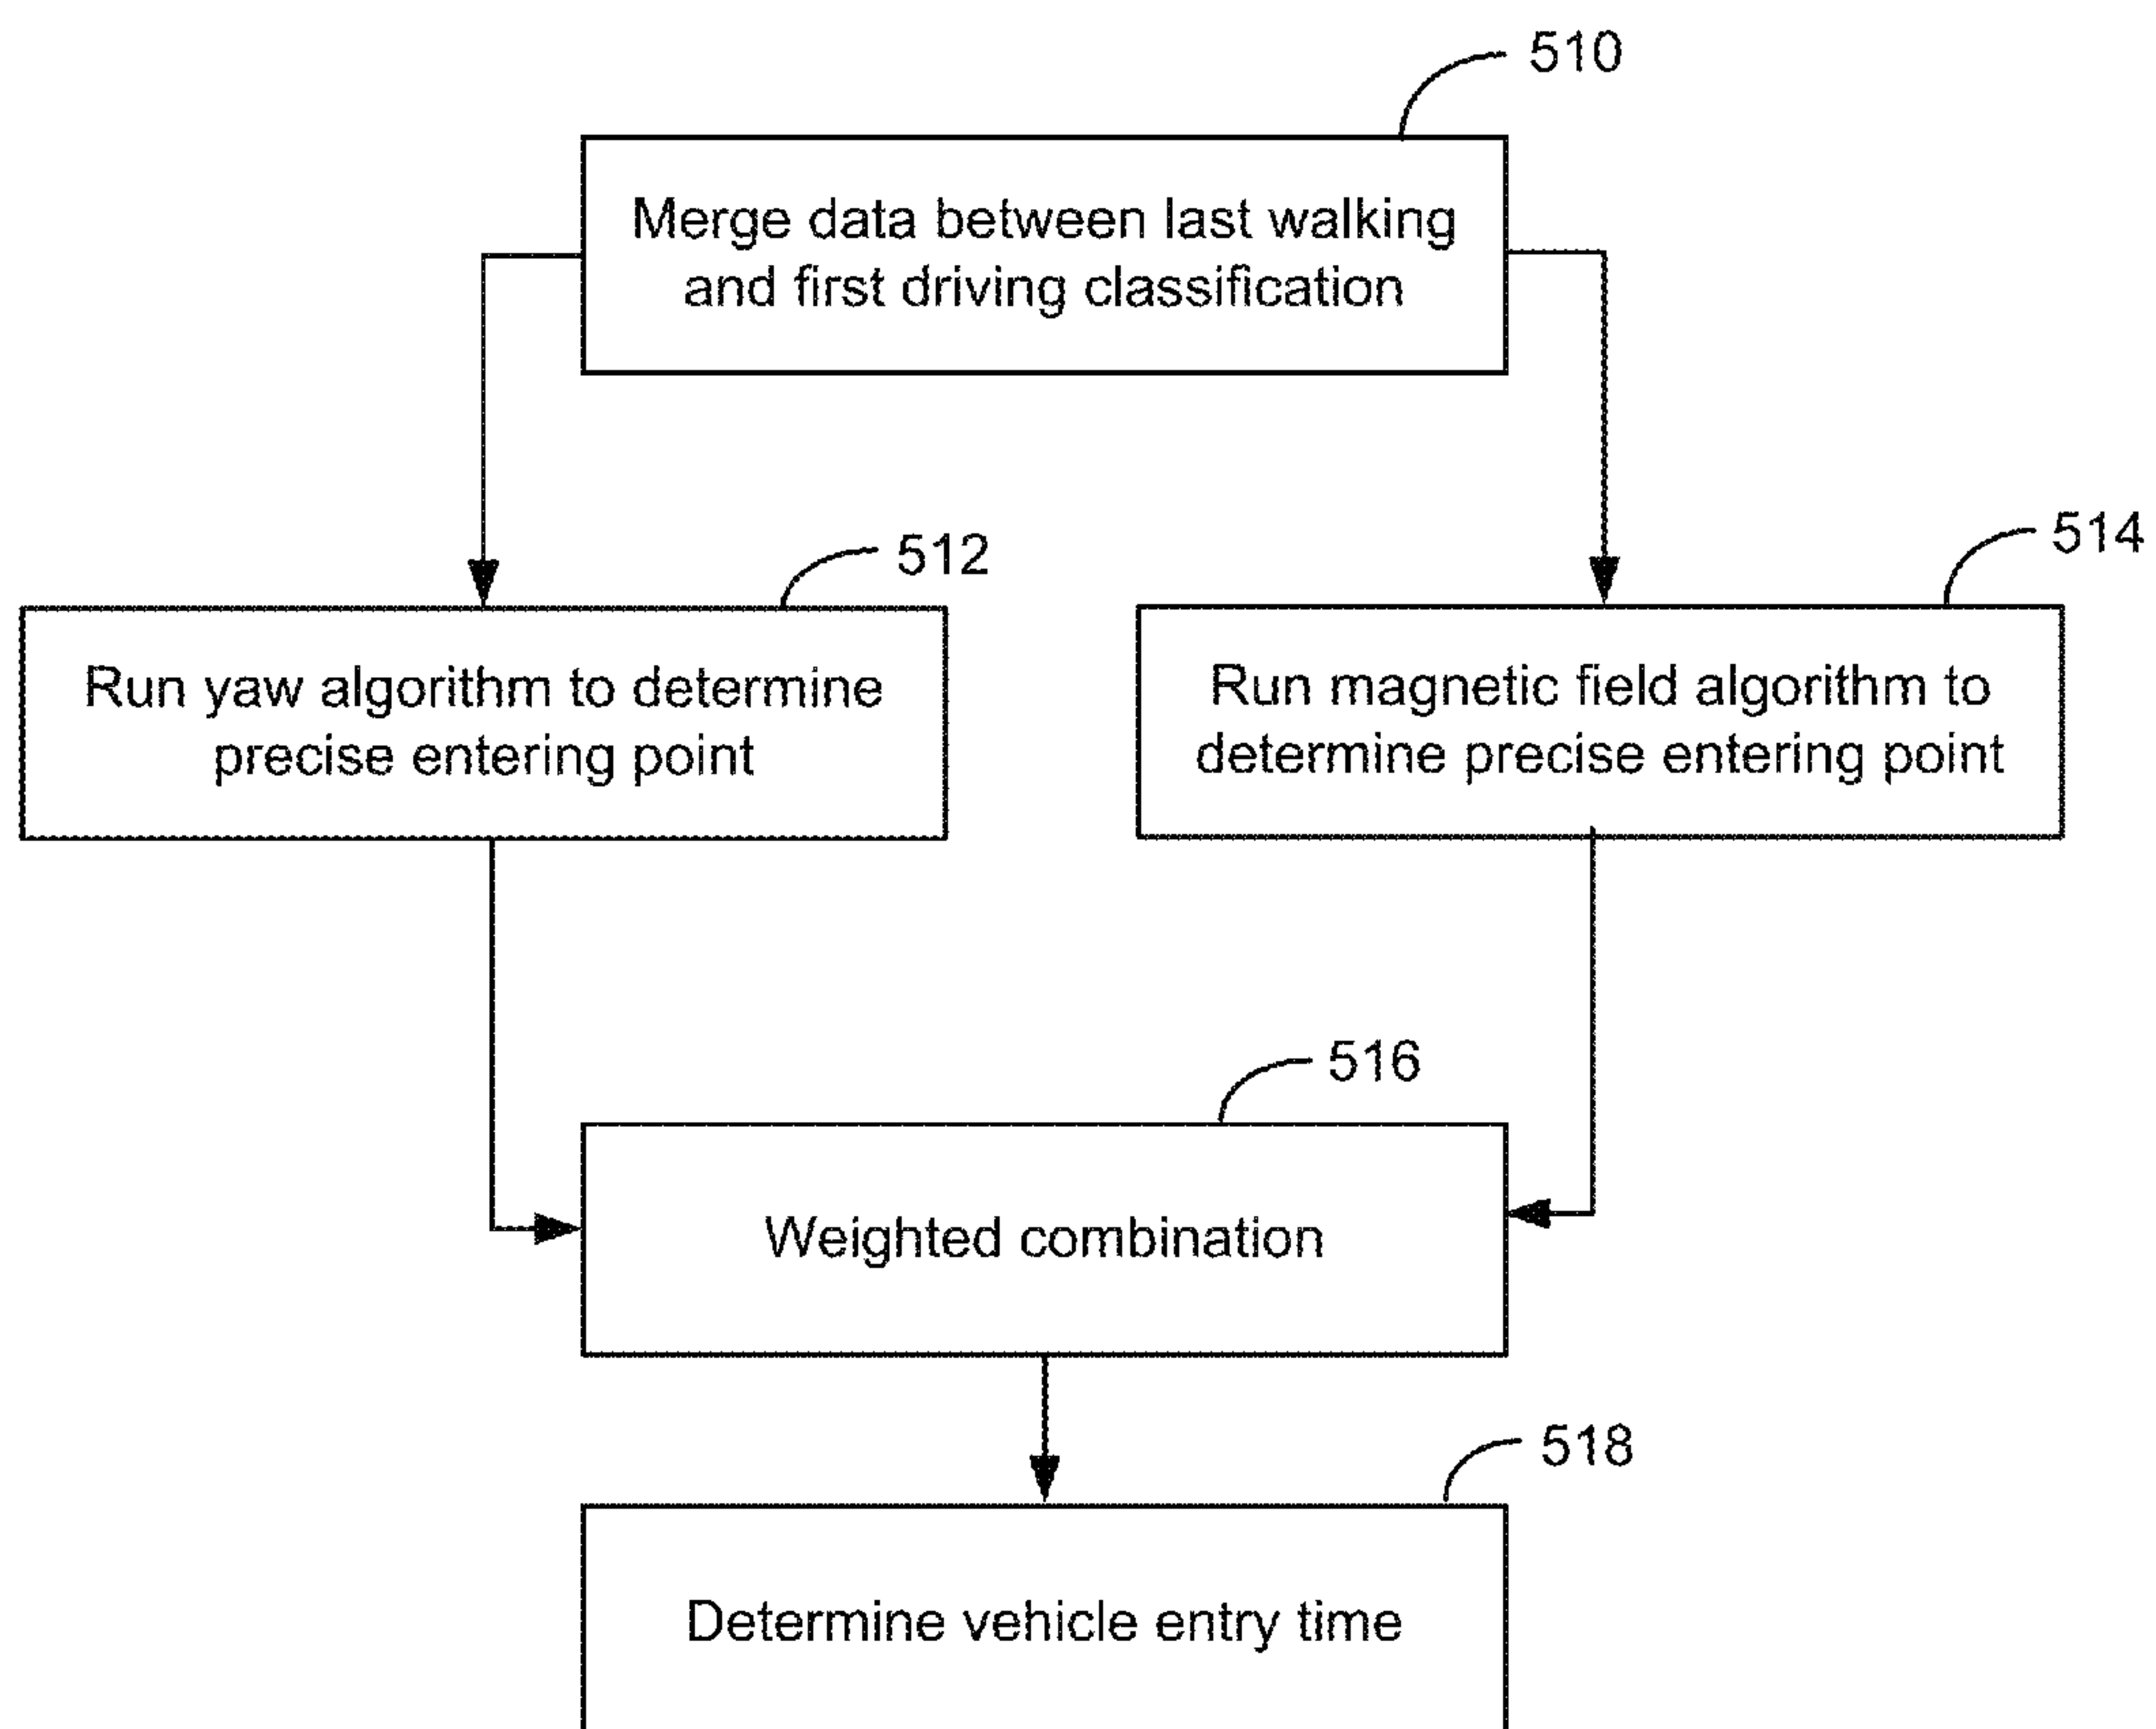 510
Merge data between last walking
and first driving classification
512
514
Run yaw algorithm to determine
precise entering point
Run magnetic field algorithm to
determine precise entering point
516
Weighted combination
518
Determine vehicle entry time